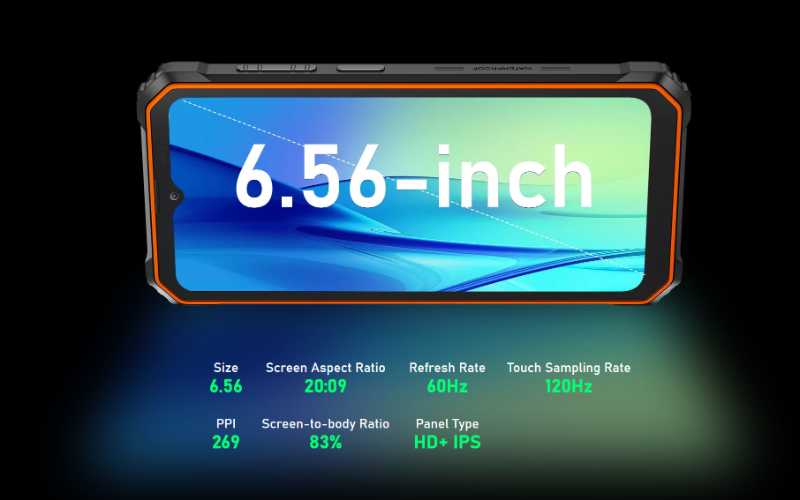 WATERPROOF
6.56-inch
Size Screen Aspect Ratio Refresh Rate Touch Sampling Rate
6.56 20:09 60Hz 120Hz
PPI Screen-to-body Ratio Panel Type
269 83% HD+ IPS